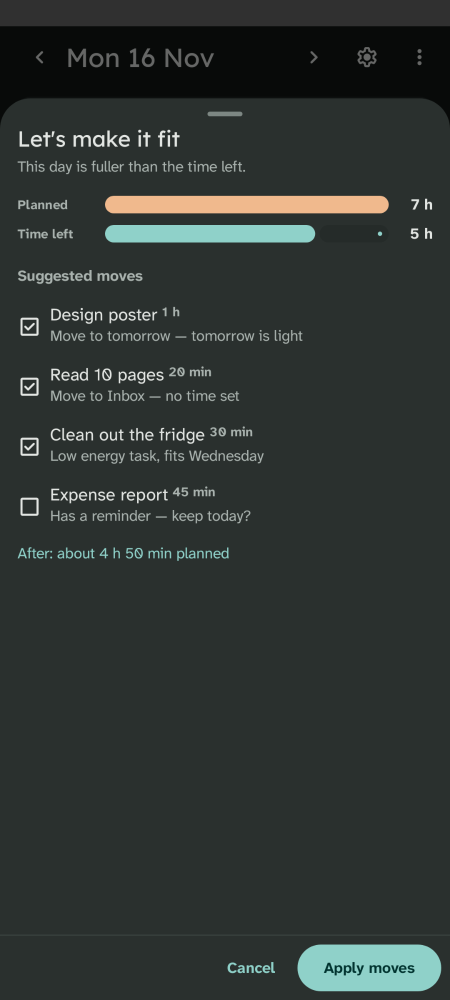 Mon 16 Nov
Let's make it fit
This day is fuller than the time left.
Planned 7 h
Time left 5 h
Suggested moves
Design poster 1 h
Move to tomorrow — tomorrow is light
Read 10 pages 20 min
Move to Inbox — no time set
Clean out the fridge 30 min
Low energy task, fits Wednesday
Expense report 45 min
Has a reminder — keep today?
After: about 4 h 50 min planned
Cancel Apply moves